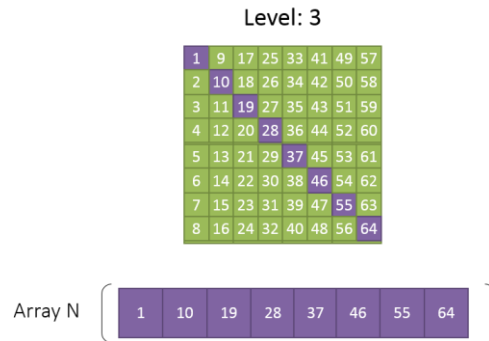 Level: 3
1 9 17 25 33 41 49 57
2 10 18 26 34 42 50 58
3 11 19 27 35 43 51 59
4 12 20 28 36 44 52 60
5 13 21 29 37 45 53 61
6 14 22 30 38 46 54 62
7 15 23 31 39 47 55 63
8 16 24 32 40 48 56 64
Array N 1 10 19 28 37 46 55 64